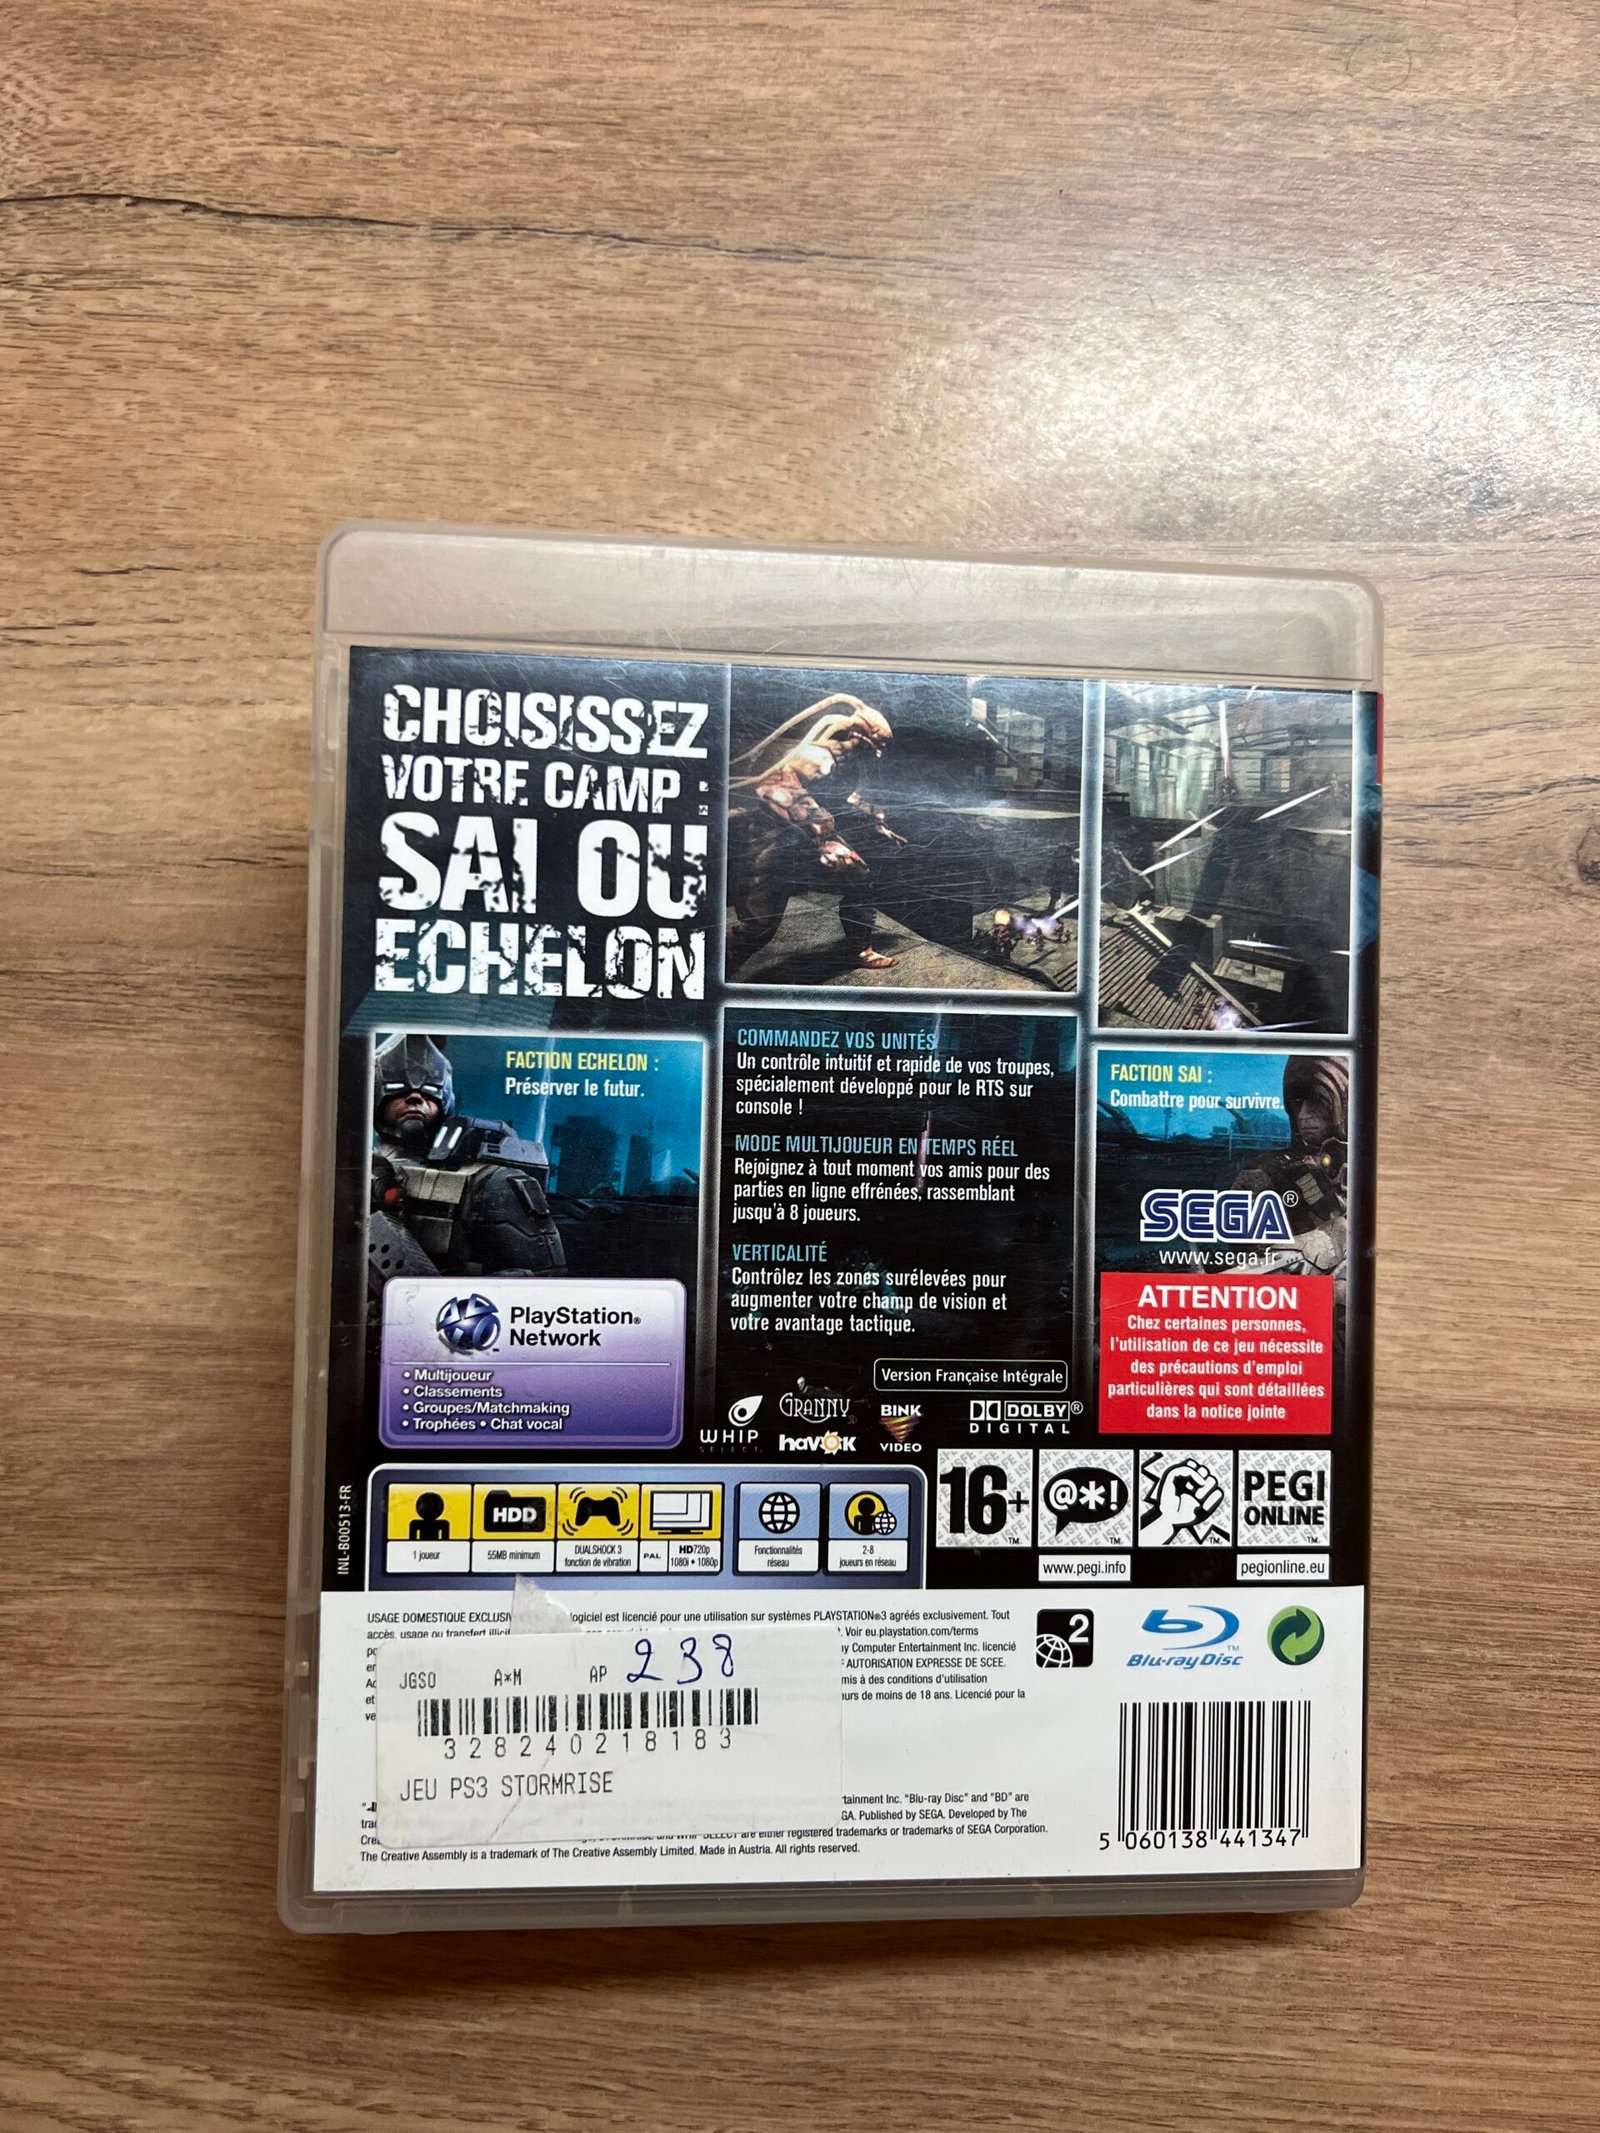 CHOISISSEZ
VOTRE CAMP :
SAI OU
ECHELON
FACTION ECHELON :
Préserver le futur.
COMMANDEZ VOS UNITÉS
Un contrôle intuitif et rapide de vos troupes,
spécialement développé pour le RTS sur
console !
MODE MULTIJOUEUR EN TEMPS RÉEL
Rejoignez à tout moment vos amis pour des
parties en ligne effrénées, rassemblant
jusqu'à 8 joueurs.
VERTICALITÉ
Contrôlez les zones surélevées pour
augmenter votre champ de vision et
votre avantage tactique.
FACTION SAI :
Combattre pour survivre.
SEGA®
www.sega.fr
ATTENTION
Chez certaines personnes,
l'utilisation de ce jeu nécessite
des précautions d'emploi
particulières qui sont détaillées
dans la notice jointe
PlayStation®
Network
• Multijoueur
• Classements
• Groupes/Matchmaking
• Trophées • Chat vocal
Version Française Intégrale
WHIP
SELECT
GRANNY
havok
BINK
VIDEO
DOLBY®
DIGITAL
INL-B00513-FR
1 joueur
HDD
55MB minimum
DUALSHOCK 3
fonction de vibration
PAL
HD720p
1080i • 1080p
Fonctionnalités
réseau
2-8
joueurs en réseau
16+
@*!
PEGI
ONLINE
www.pegi.info
pegionline.eu
USAGE DOMESTIQUE EXCLUSIV
logiciel est licencié pour une utilisation sur systèmes PLAYSTATION®3 agréés exclusivement. Tout
accès, usage ou transfert illicit
. Voir eu.playstation.com/terms
y Computer Entertainment Inc. licencié
AUTORISATION EXPRESSE DE SCEE.
mis à des conditions d'utilisation
urs de moins de 18 ans. Licencié pour la
2
Blu-ray Disc
JGSO A*M AP 238
328240218183
JEU PS3 STORMRISE
tainment Inc. "Blu-ray Disc" and "BD" are
GA. Published by SEGA. Developed by The
SELECT are either registered trademarks or trademarks of SEGA Corporation.
The Creative Assembly is a trademark of The Creative Assembly Limited. Made in Austria. All rights reserved.
5 060138 441347